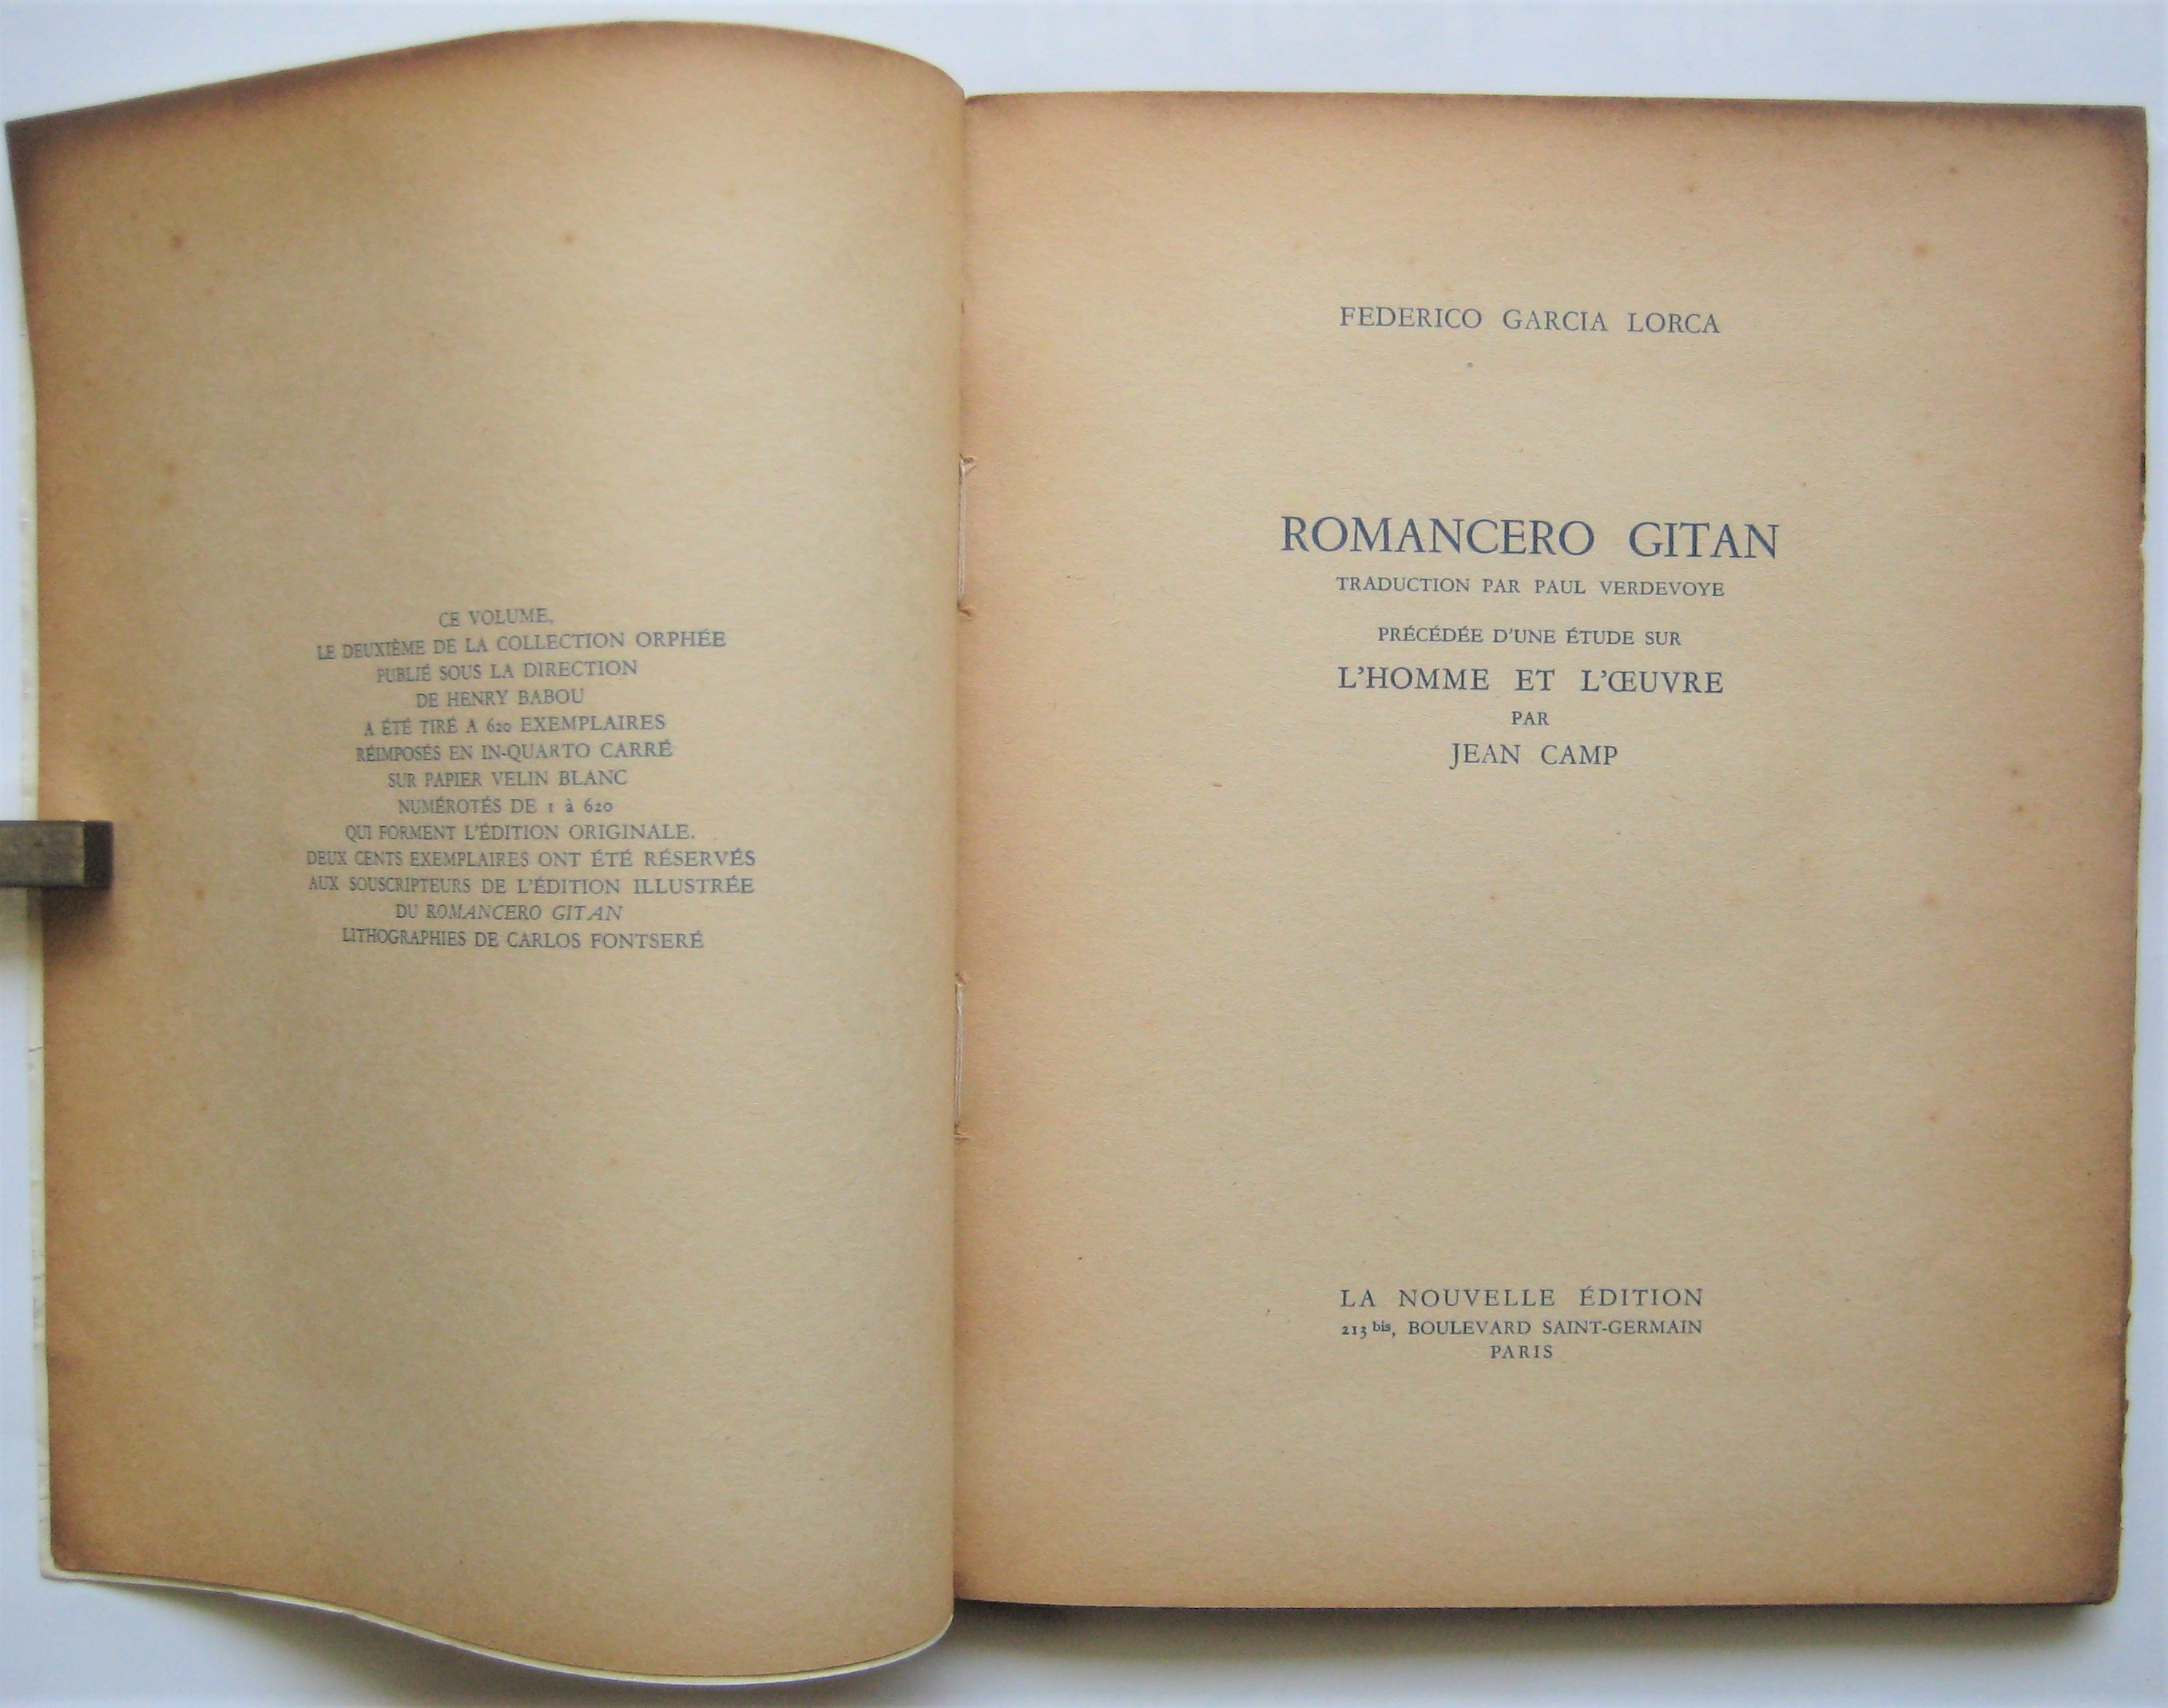 CE VOLUME,
LE DEUXIÈME DE LA COLLECTION ORPHÉE
PUBLIÉ SOUS LA DIRECTION
DE HENRY BABOU
A ÉTÉ TIRÉ A 620 EXEMPLAIRES
RÉIMPOSÉS EN IN-QUARTO CARRÉ
SUR PAPIER VELIN BLANC
NUMÉROTÉS DE 1 à 620
QUI FORMENT L'ÉDITION ORIGINALE.
DEUX CENTS EXEMPLAIRES ONT ÉTÉ RÉSERVÉS
AUX SOUSCRIPTEURS DE L'ÉDITION ILLUSTRÉE
DU ROMANCERO GITAN
LITHOGRAPHIES DE CARLOS FONTSERÉ
FEDERICO GARCIA LORCA
ROMANCERO GITAN
TRADUCTION PAR PAUL VERDEVOYE
PRÉCÉDÉE D'UNE ÉTUDE SUR
L'HOMME ET L'ŒUVRE
PAR
JEAN CAMP
LA NOUVELLE ÉDITION
213 bis, BOULEVARD SAINT-GERMAIN
PARIS